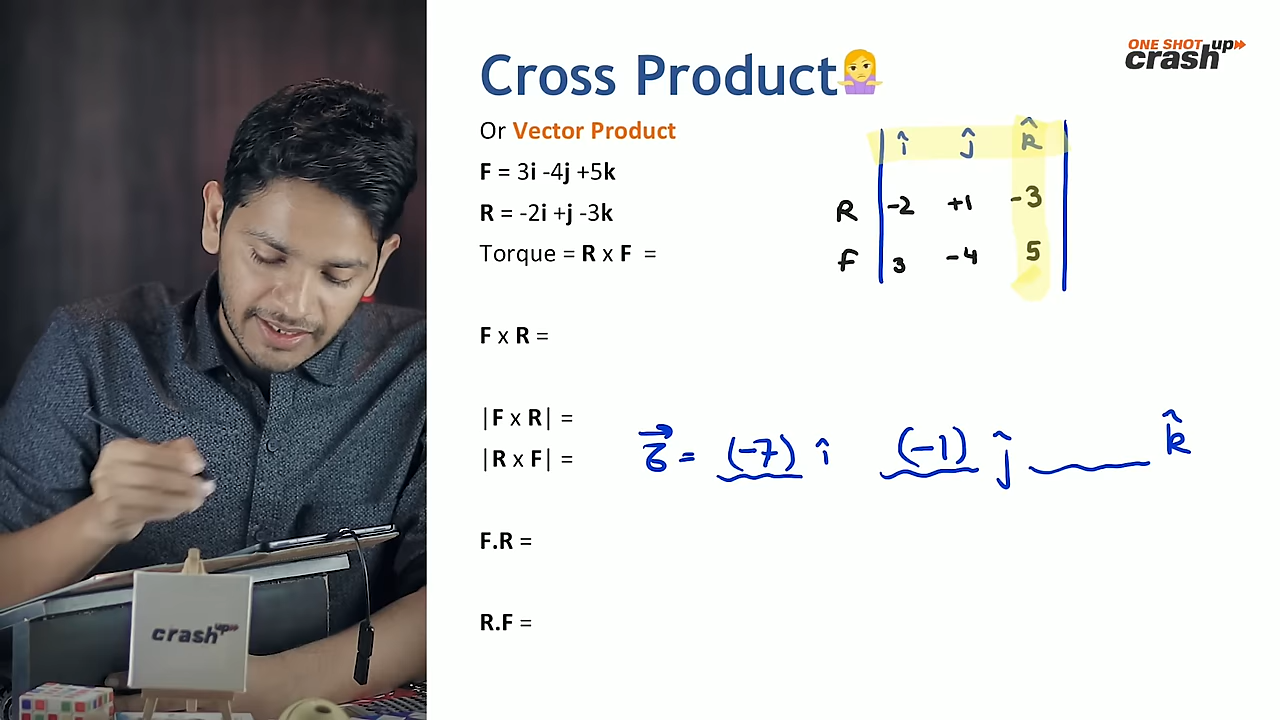 ONE SHOT
crash up
Cross Product
Or Vector Product
F = 3i -4j +5k
R = -2i +j -3k
Torque = R x F =
î ĵ k̂
R -2 +1 -3
F 3 -4 5
F x R =
|F x R| =
|R x F| =
τ⃗ = (-7) î (-1) ĵ ____ k̂
F.R =
R.F =
crash up